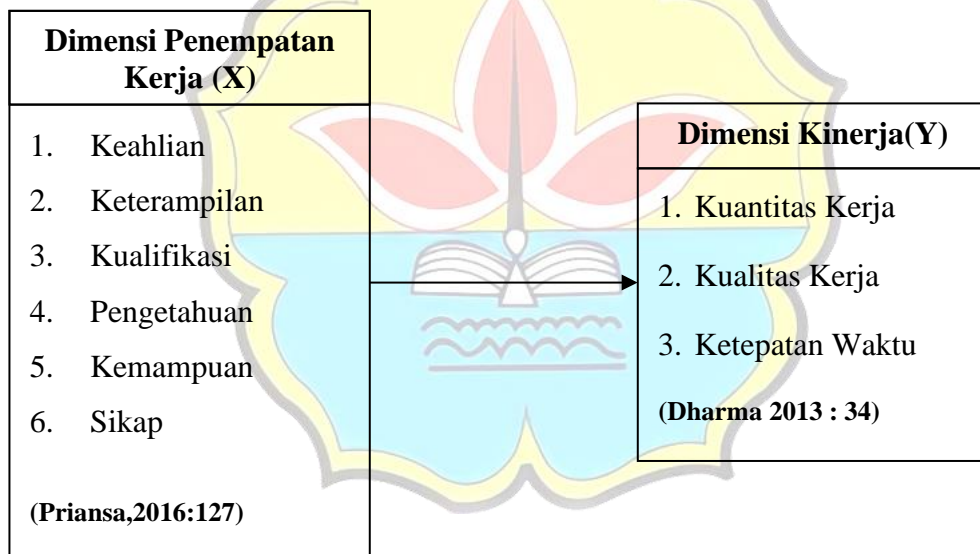 Dimensi Penempatan
Kerja (X)
1. Keahlian
2. Keterampilan
3. Kualifikasi
4. Pengetahuan
5. Kemampuan
6. Sikap
(Priansa,2016:127)
Dimensi Kinerja(Y)
1. Kuantitas Kerja
2. Kualitas Kerja
3. Ketepatan Waktu
(Dharma 2013 : 34)